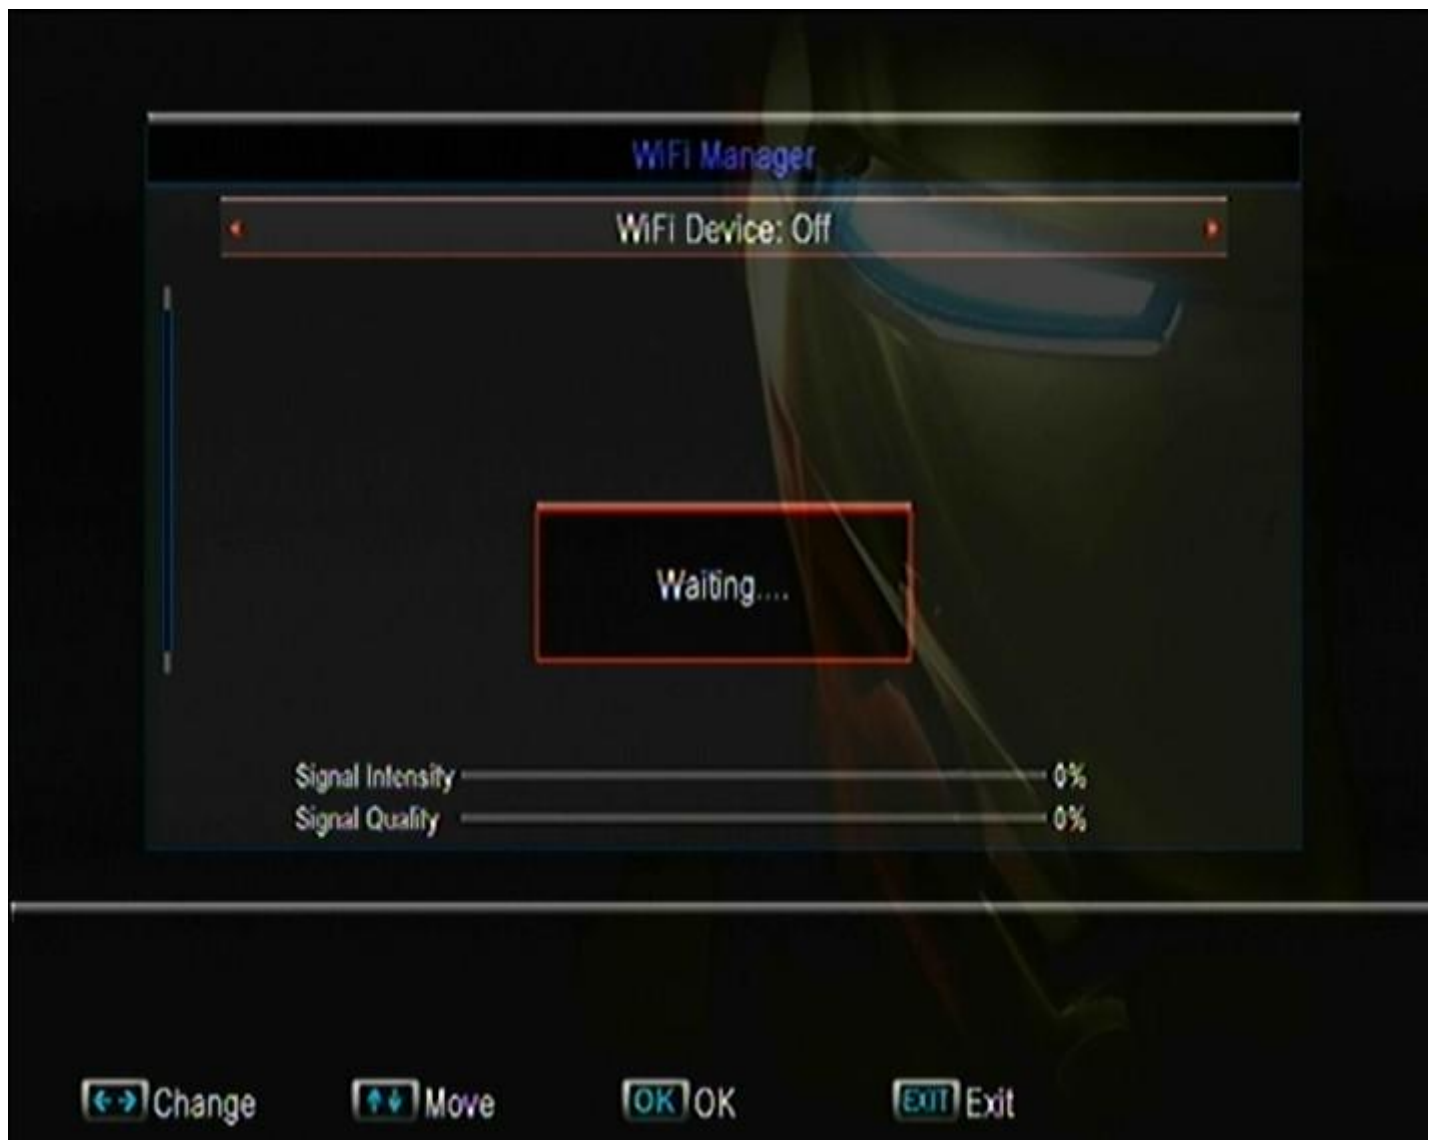 WiFi Manager
WiFi Device: Off
Waiting....
Signal Intensity 0%
Signal Quality 0%
Change Move OK OK EXIT Exit